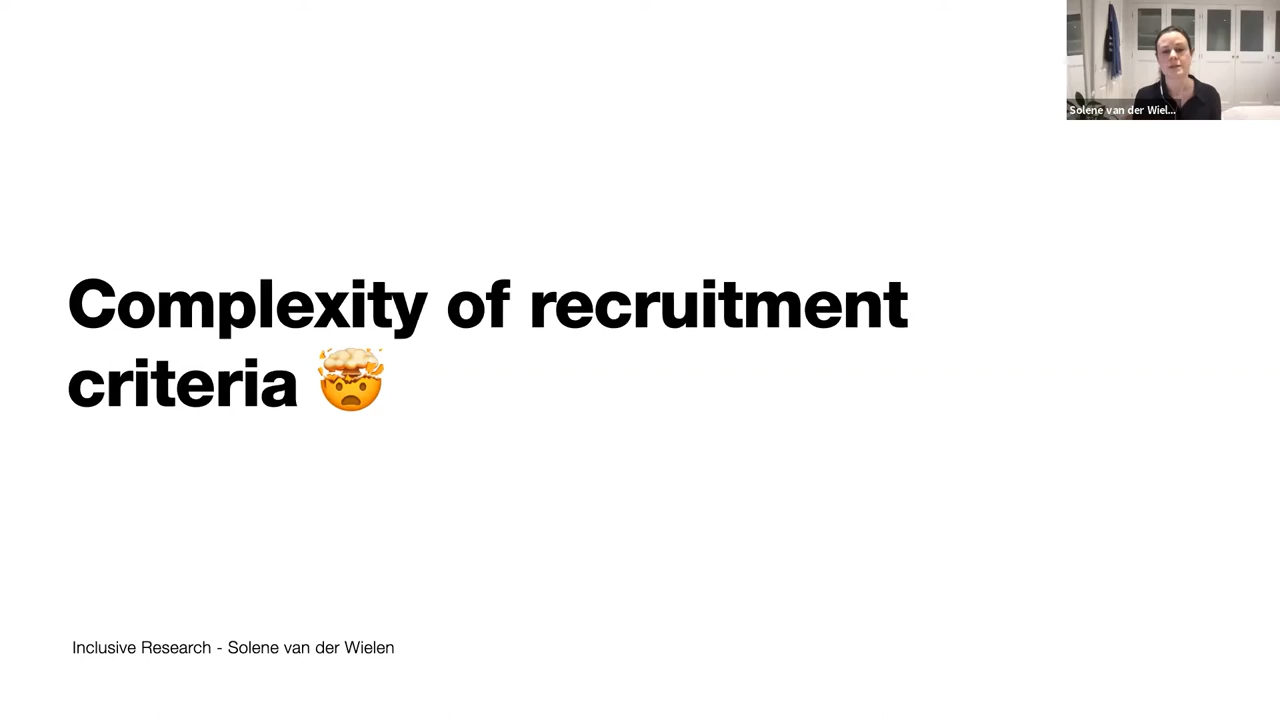 Solene van der Wiel...
Complexity of recruitment
criteria 🤯
Inclusive Research - Solene van der Wielen